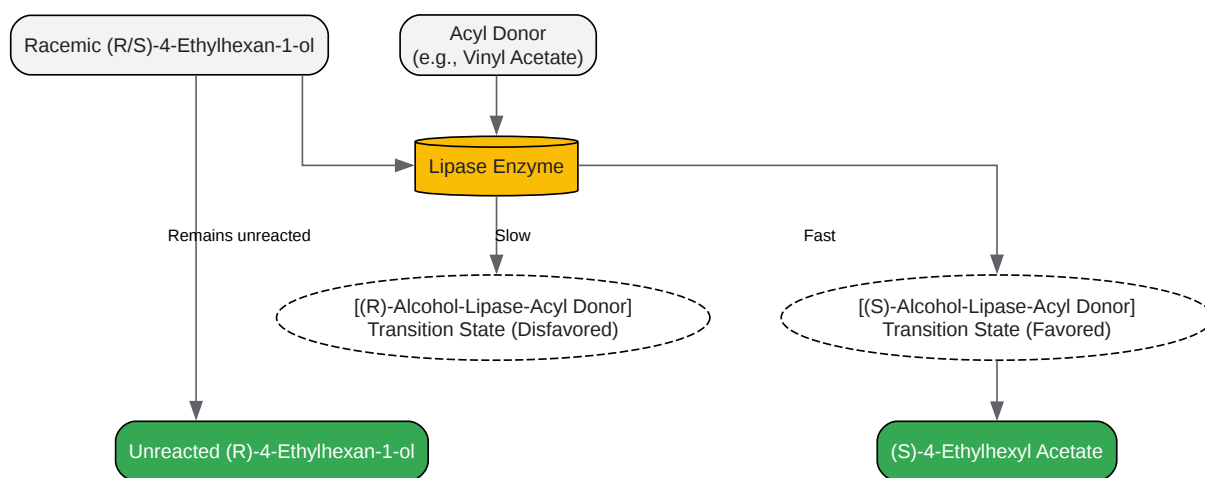 Racemic (R/S)-4-Ethylhexan-1-ol
Acyl Donor
(e.g., Vinyl Acetate)
Lipase Enzyme
Remains unreacted
Slow
Fast
[(R)-Alcohol-Lipase-Acyl Donor]
Transition State (Disfavored)
[(S)-Alcohol-Lipase-Acyl Donor]
Transition State (Favored)
Unreacted (R)-4-Ethylhexan-1-ol
(S)-4-Ethylhexyl Acetate